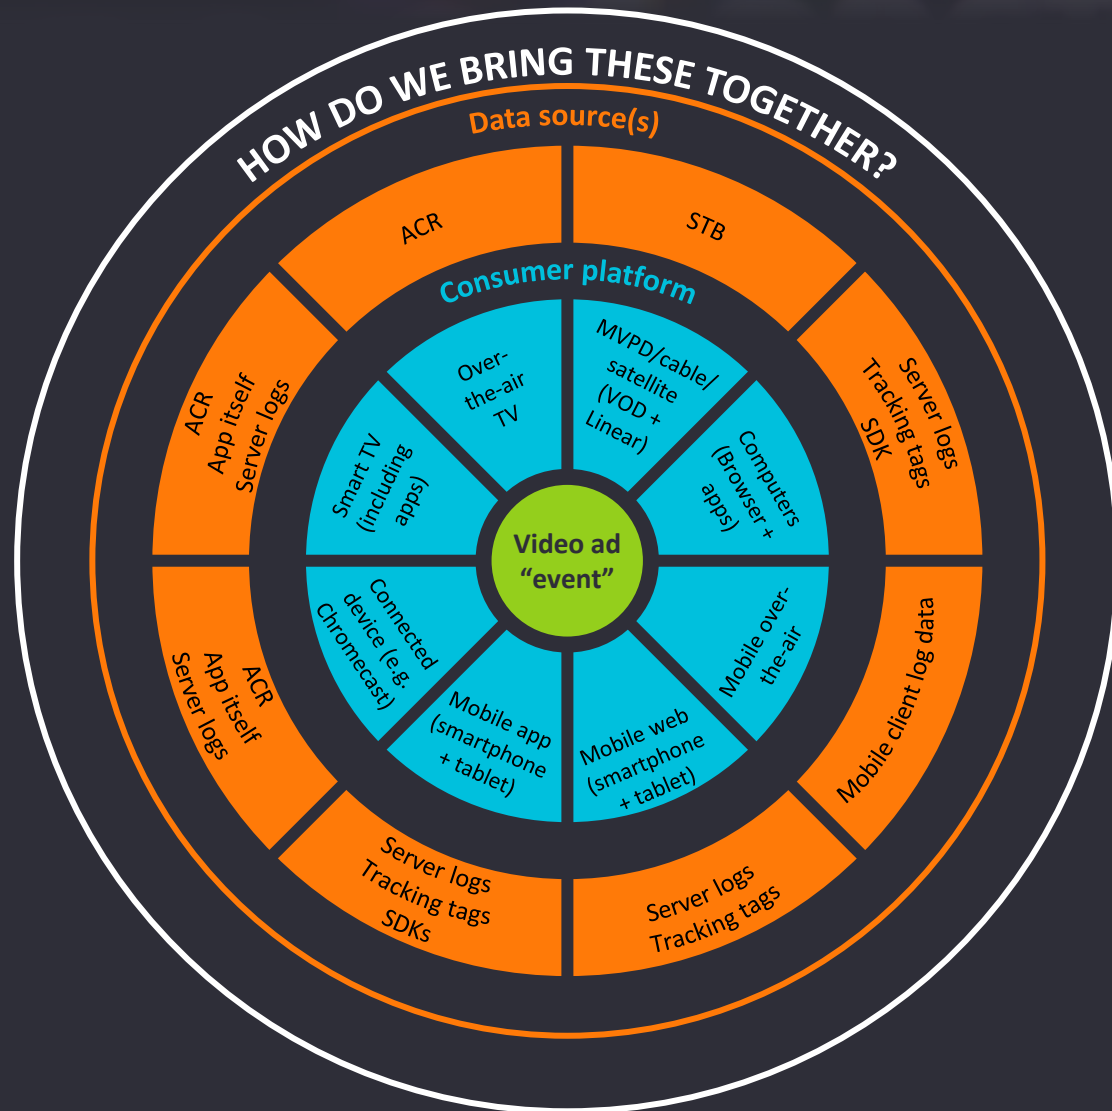 HOW DO WE BRING THESE TOGETHER?
Data source(s)
ACR
STB
Server logs
Tracking tags
SDK
Mobile client log data
Server logs
Tracking tags
Server logs
Tracking tags
SDKs
ACR
App itself
Server logs
ACR
App itself
Server logs
Consumer platform
Over-
the-air
TV
MVPD/cable/
satellite
(VOD +
Linear)
Computers
(Browser +
apps)
Mobile over-
the-air
Mobile web
(smartphone
+ tablet)
Mobile app
(smartphone
+ tablet)
Connected
device (e.g.
Chromecast)
Smart TV
(including
apps)
Video ad
“event”